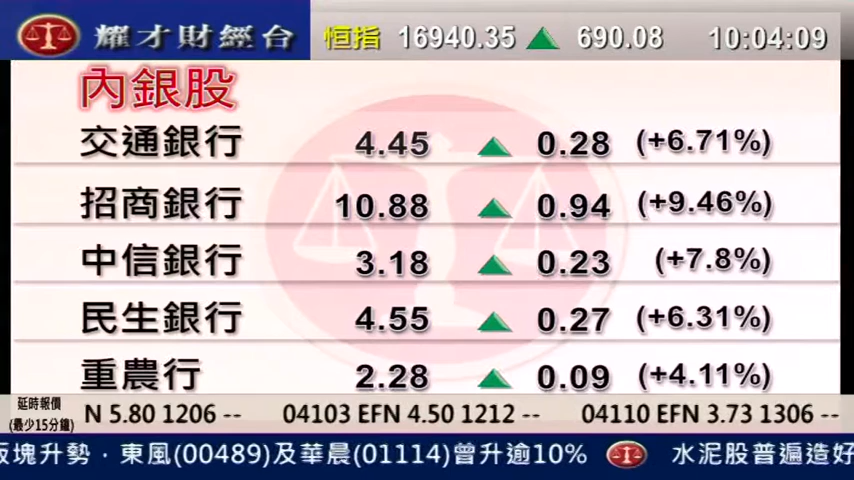 耀才財經台 恒指 16940.35 ▲ 690.08 10:04:09
內銀股
交通銀行 4.45 ▲ 0.28 (+6.71%)
招商銀行 10.88 ▲ 0.94 (+9.46%)
中信銀行 3.18 ▲ 0.23 (+7.8%)
民生銀行 4.55 ▲ 0.27 (+6.31%)
重農行 2.28 ▲ 0.09 (+4.11%)
延時報價
(最少15分鐘)
N 5.80 1206 -- 04103 EFN 4.50 1212 -- 04110 EFN 3.73 1306 --
板塊升勢，東風(00489)及華晨(01114)曾升逾10% 水泥股普遍造好